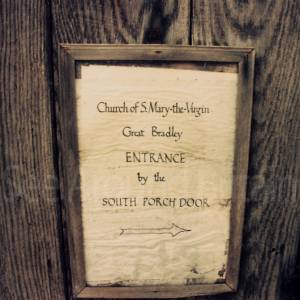 Church of S. Mary-the-Virgin
Great Bradley
ENTRANCE
by the
SOUTH PORCH DOOR